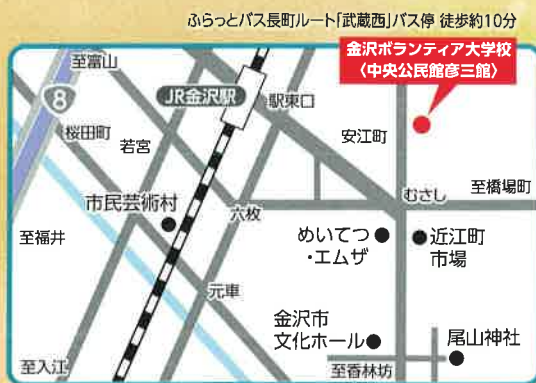 ふらっとバス長町ルート「武蔵西」バス停 徒歩約10分
金沢ボランティア大学校
〈中央公民館彦三館〉
至富山
8
JR金沢駅
駅東口
桜田町
若宮
安江町
市民芸術村
六枚
むさし
至橋場町
至福井
めいてつ
・エムザ
近江町
市場
元車
金沢市
文化ホール
尾山神社
至入江
至香林坊